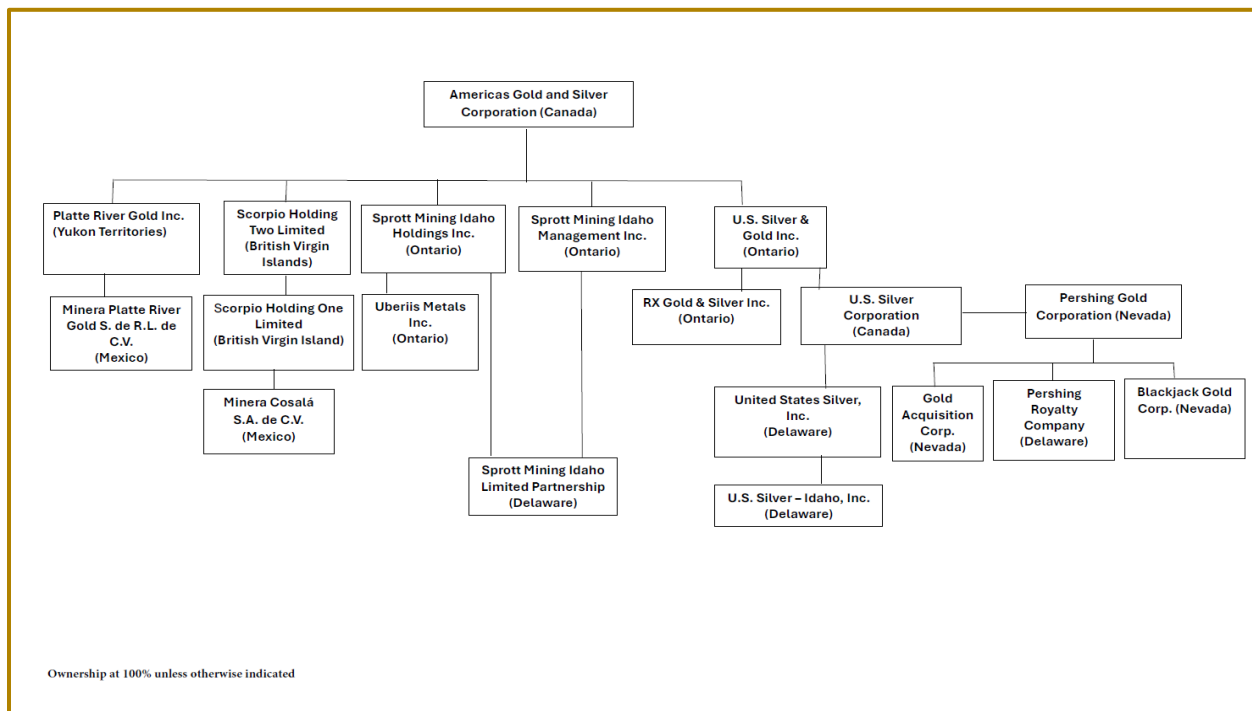 Americas Gold and Silver
Corporation (Canada)
Platte River Gold Inc.
(Yukon Territories)
Scorpio Holding
Two Limited
(British Virgin
Islands)
Sprott Mining Idaho
Holdings Inc.
(Ontario)
Sprott Mining Idaho
Management Inc.
(Ontario)
U.S. Silver &
Gold Inc.
(Ontario)
Minera Platte River
Gold S. de R.L. de
C.V.
(Mexico)
Scorpio Holding One
Limited
(British Virgin Island)
Uberiis Metals
Inc.
(Ontario)
RX Gold & Silver Inc.
(Ontario)
U.S. Silver
Corporation
(Canada)
Pershing Gold
Corporation (Nevada)
Minera Cosalá
S.A. de C.V.
(Mexico)
United States Silver,
Inc.
(Delaware)
Gold
Acquisition
Corp.
(Nevada)
Pershing
Royalty
Company
(Delaware)
Blackjack Gold
Corp. (Nevada)
Sprott Mining Idaho
Limited Partnership
(Delaware)
U.S. Silver – Idaho, Inc.
(Delaware)
Ownership at 100% unless otherwise indicated